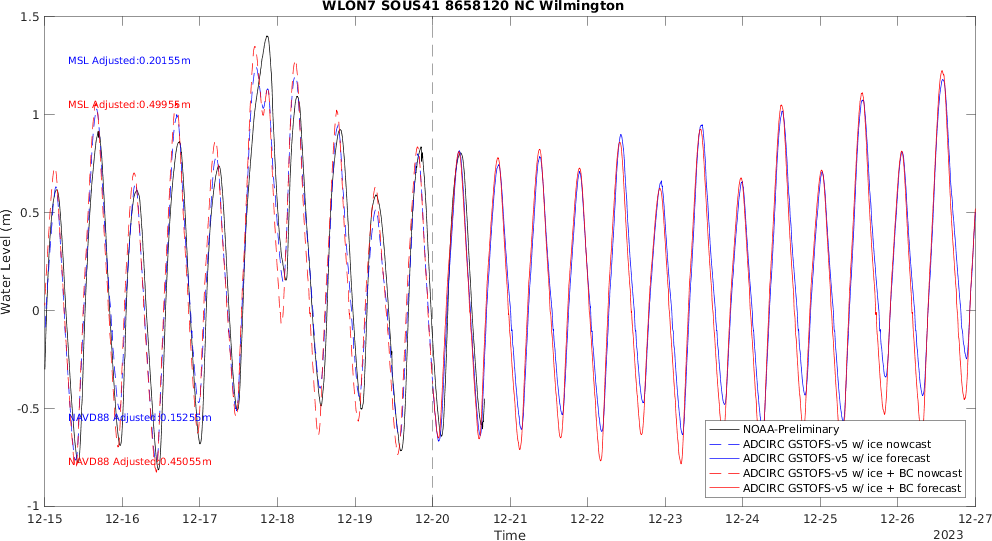 WLON7 SOUS41 8658120 NC Wilmington
1.5
1
0.5
0
-0.5
-1
Water Level (m)
MSL Adjusted:0.20155m
MSL Adjusted:0.49955m
NAVD88 Adjusted:0.15255m
NAVD88 Adjusted:0.45055m
NOAA-Preliminary
ADCIRC GSTOFS-v5 w/ ice nowcast
ADCIRC GSTOFS-v5 w/ ice forecast
ADCIRC GSTOFS-v5 w/ ice + BC nowcast
ADCIRC GSTOFS-v5 w/ ice + BC forecast
12-15 12-16 12-17 12-18 12-19 12-20 12-21 12-22 12-23 12-24 12-25 12-26 12-27
Time
2023